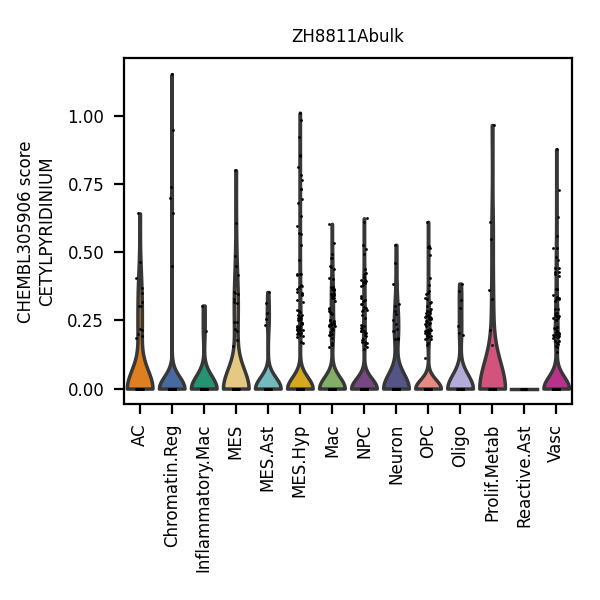 ZH8811Abulk
CHEMBL305906 score
CETYLPYRIDINIUM
1.00
0.75
0.50
0.25
0.00
AC
Chromatin.Reg
Inflammatory.Mac
MES
MES.Ast
MES.Hyp
Mac
NPC
Neuron
OPC
Oligo
Prolif.Metab
Reactive.Ast
Vasc